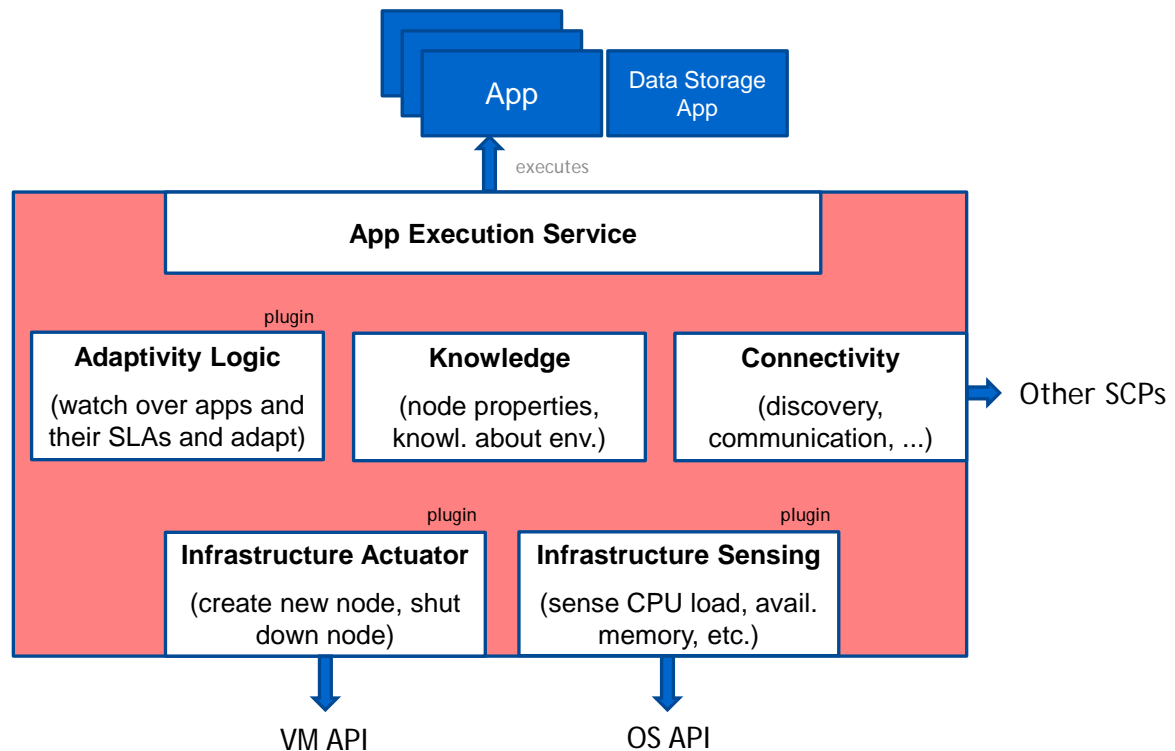 App
Data Storage
App
executes
App Execution Service
plugin
Adaptivity Logic
(watch over apps and
their SLAs and adapt)
Knowledge
(node properties,
knowl. about env.)
Connectivity
(discovery,
communication, ...)
Other SCPs
plugin
Infrastructure Actuator
(create new node, shut
down node)
plugin
Infrastructure Sensing
(sense CPU load, avail.
memory, etc.)
VM API
OS API